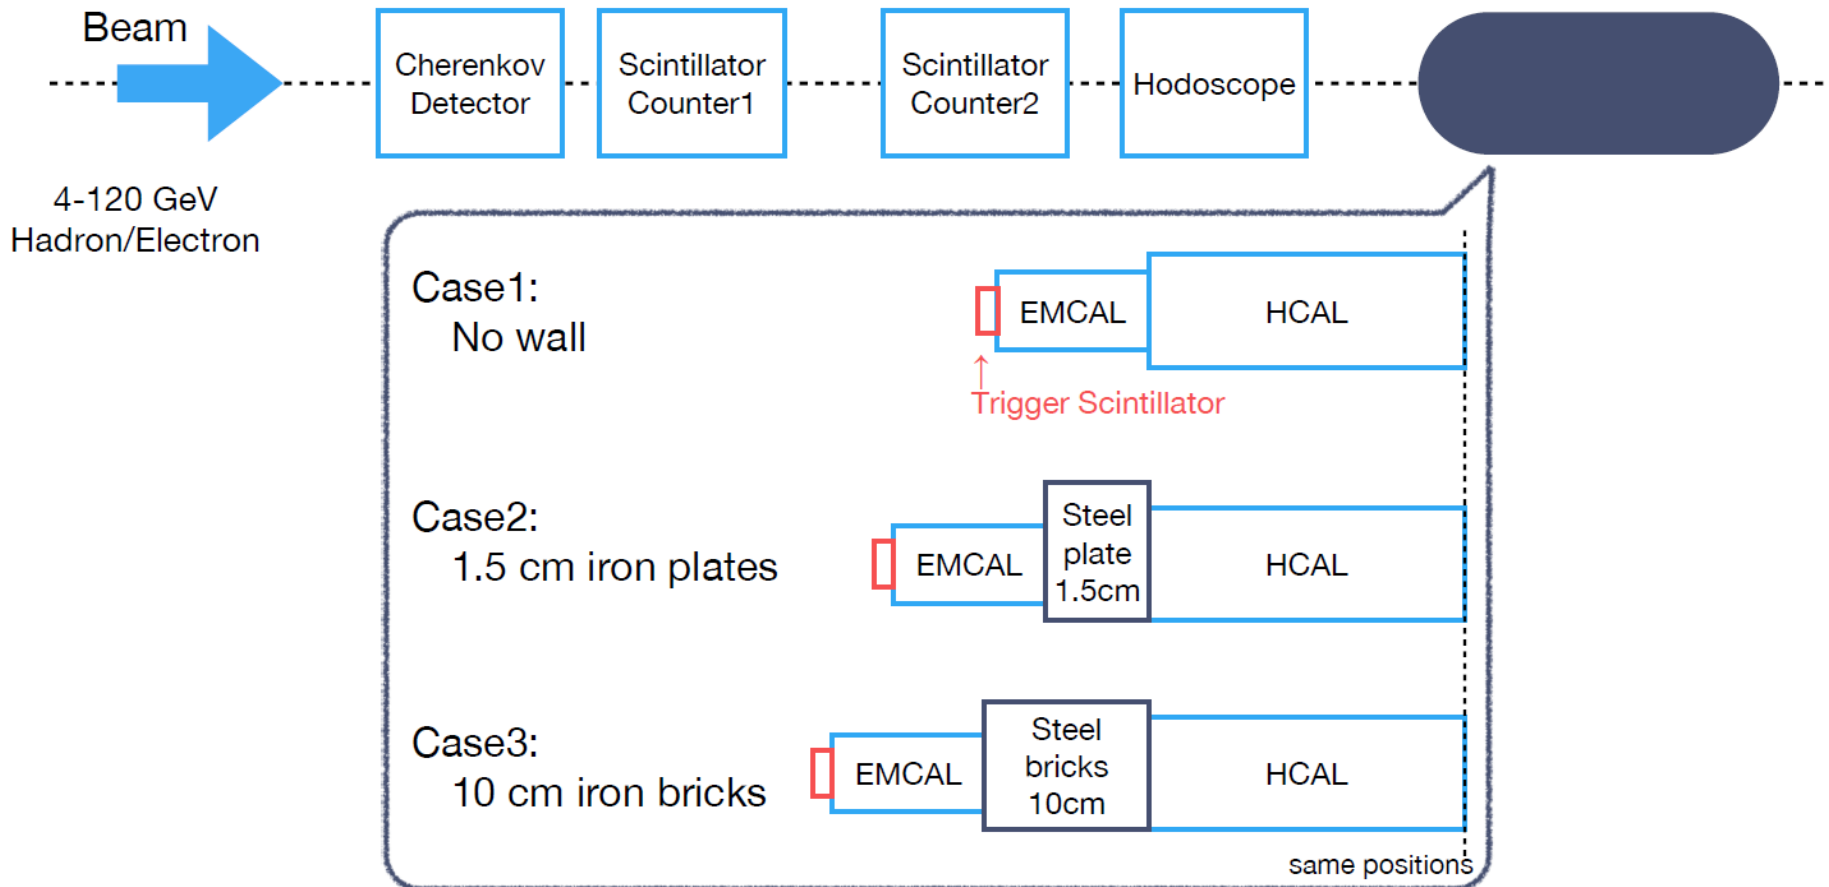 Beam
Cherenkov
Detector
Scintillator
Counter1
Scintillator
Counter2
Hodoscope
4-120 GeV
Hadron/Electron
Case1:
No wall
EMCAL
HCAL
↑
Trigger Scintillator
Case2:
1.5 cm iron plates
EMCAL
Steel
plate
1.5cm
HCAL
Case3:
10 cm iron bricks
EMCAL
Steel
bricks
10cm
HCAL
same positions